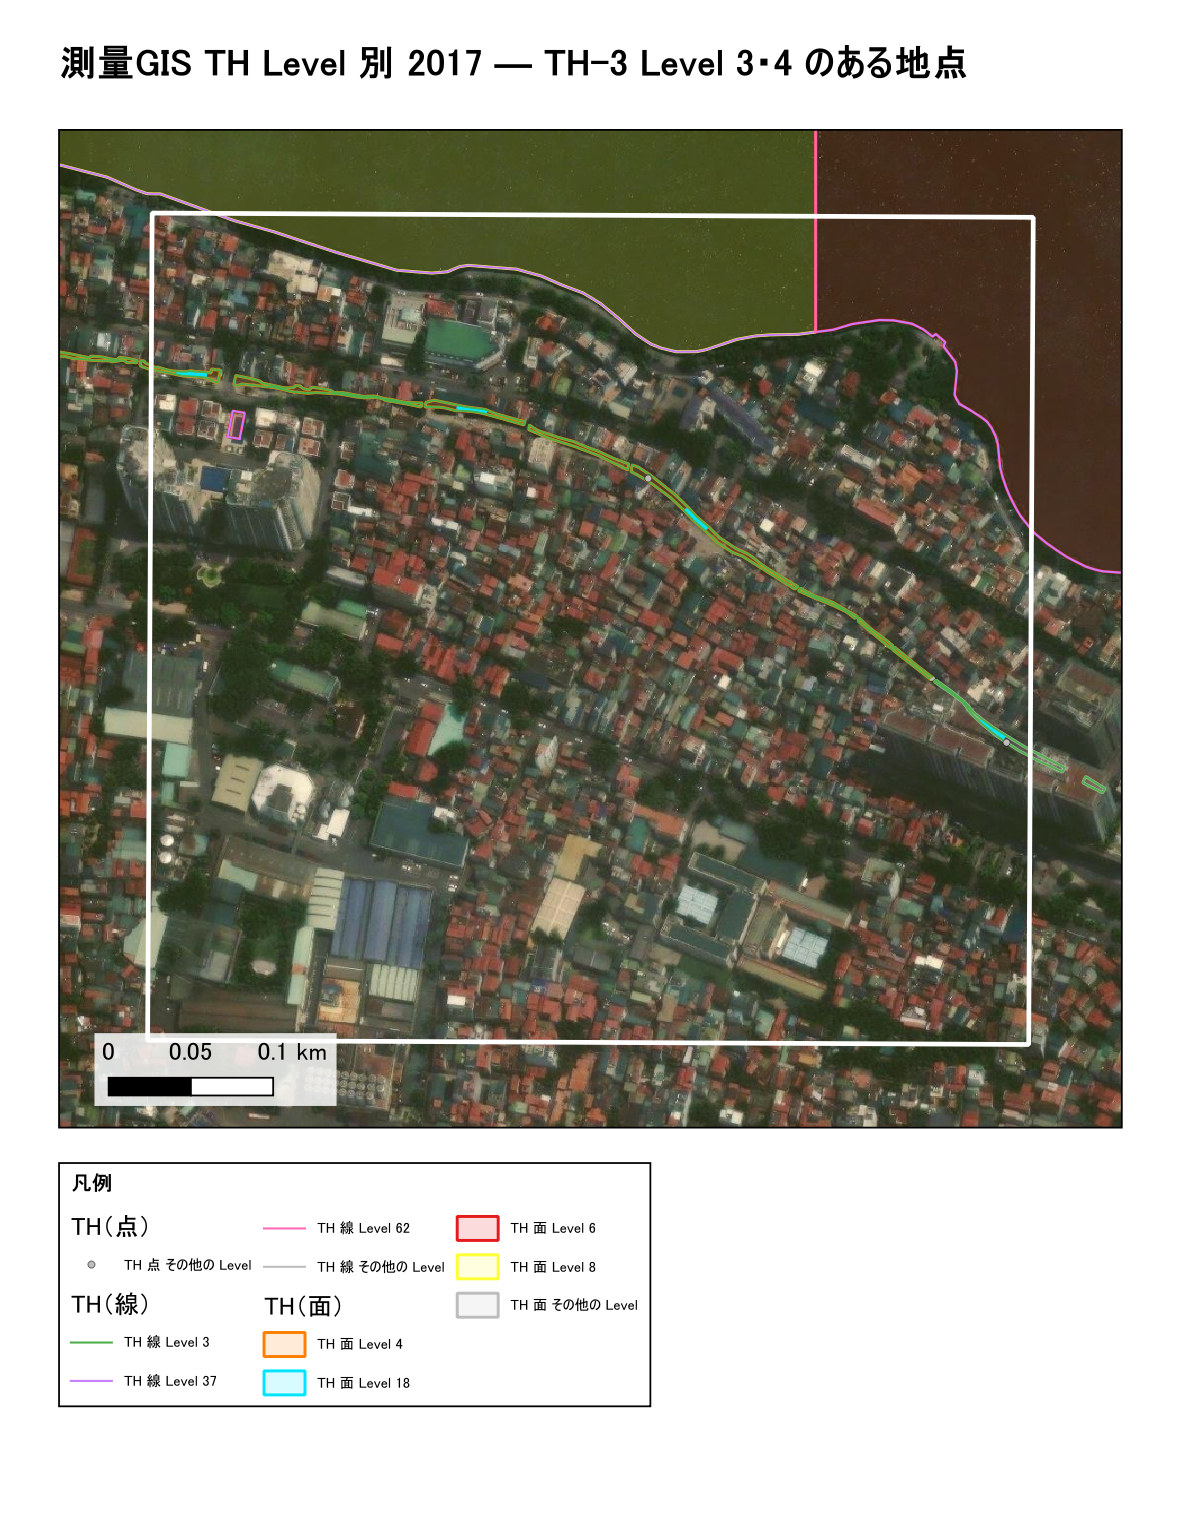 測量GIS TH Level 別 2017 — TH-3 Level 3・4 のある地点
0 0.05 0.1 km
凡例
TH（点）
TH 点 その他の Level
TH（線）
TH 線 Level 3
TH 線 Level 37
TH 線 Level 62
TH 線 その他の Level
TH（面）
TH 面 Level 4
TH 面 Level 18
TH 面 Level 6
TH 面 Level 8
TH 面 その他の Level